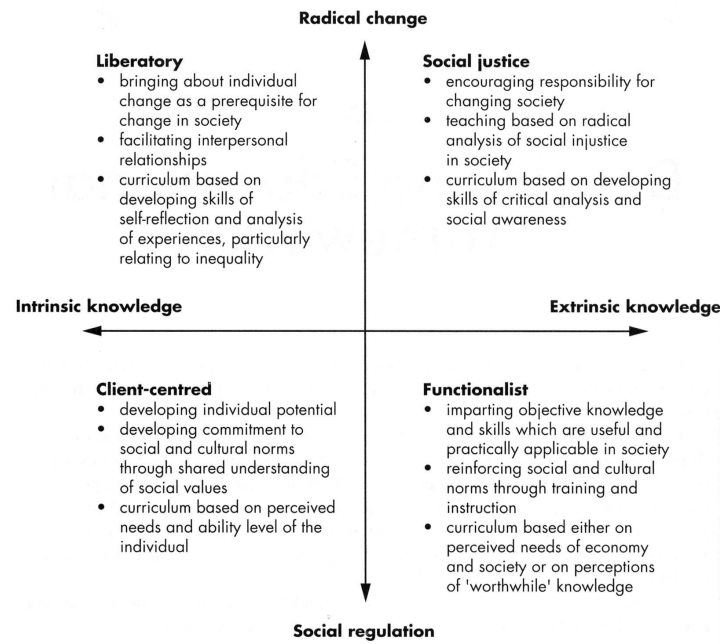 Radical change
Liberatory
• bringing about individual
change as a prerequisite for
change in society
• facilitating interpersonal
relationships
• curriculum based on
developing skills of
self-reflection and analysis
of experiences, particularly
relating to inequality
Social justice
• encouraging responsibility for
changing society
• teaching based on radical
analysis of social injustice
in society
• curriculum based on developing
skills of critical analysis and
social awareness
Intrinsic knowledge
Extrinsic knowledge
Client-centred
• developing individual potential
• developing commitment to
social and cultural norms
through shared understanding
of social values
• curriculum based on perceived
needs and ability level of the
individual
Functionalist
• imparting objective knowledge
and skills which are useful and
practically applicable in society
• reinforcing social and cultural
norms through training and
instruction
• curriculum based either on
perceived needs of economy
and society or on perceptions
of 'worthwhile' knowledge
Social regulation